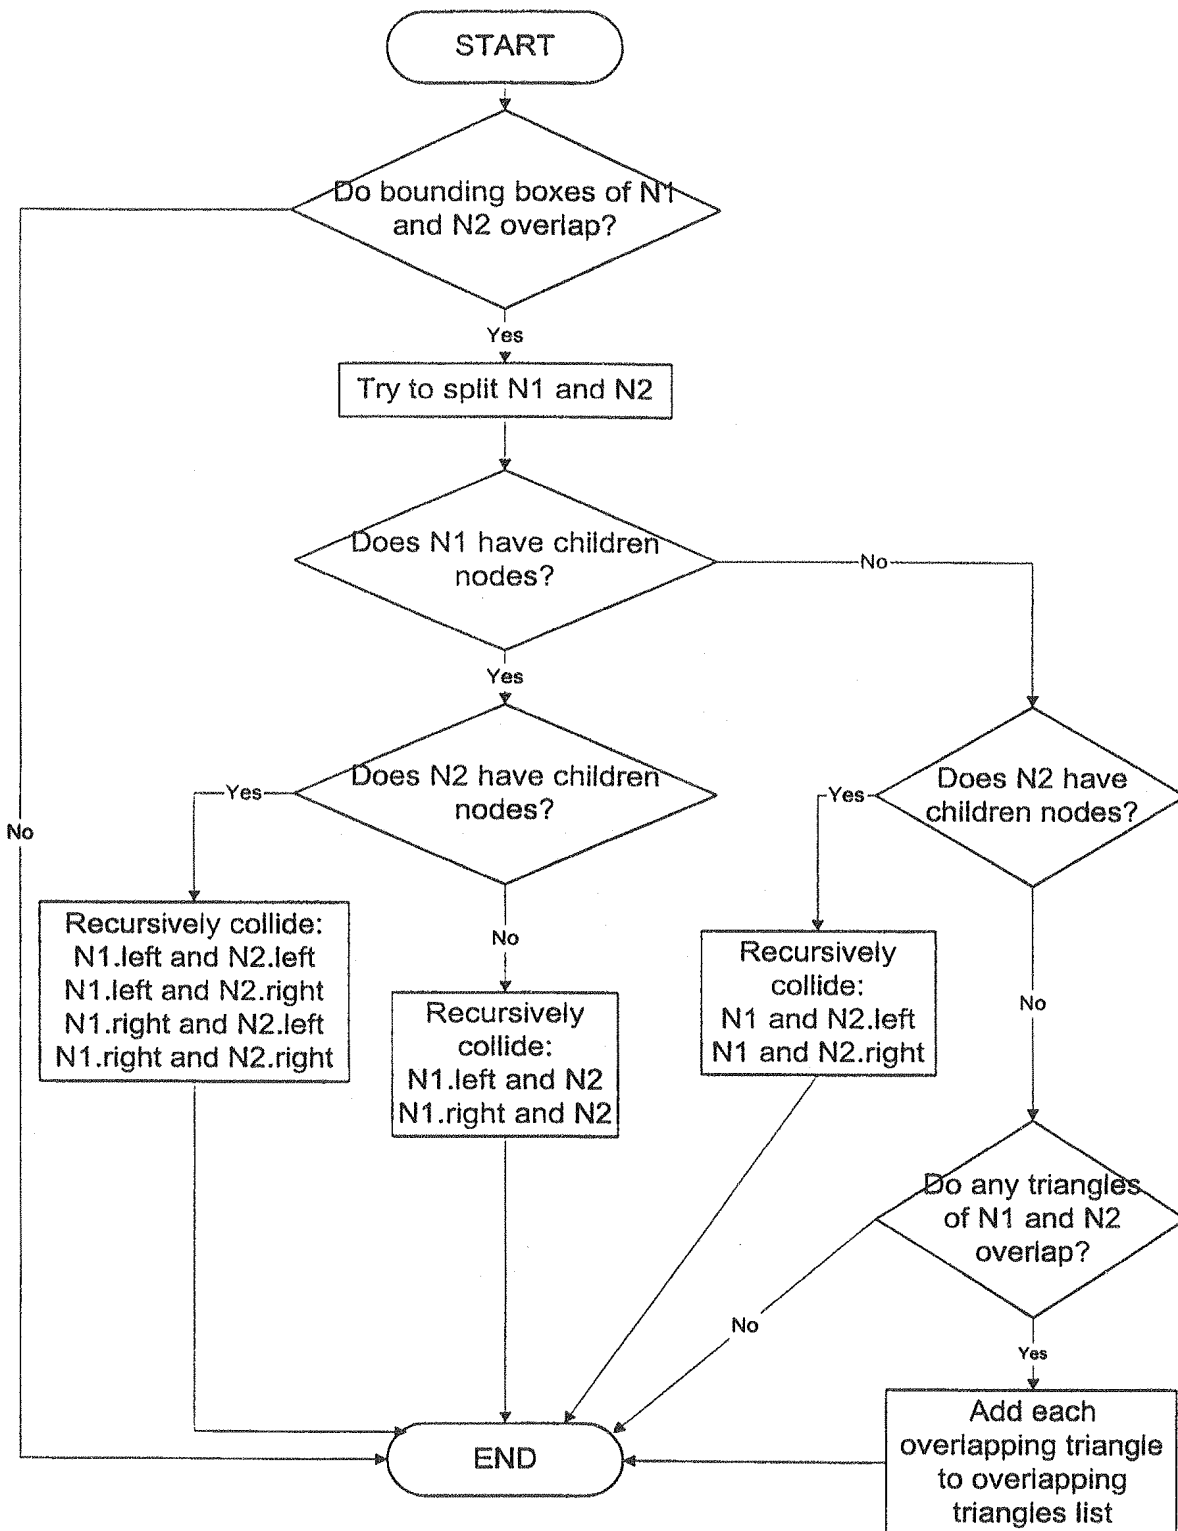 START
Do bounding boxes of N1
and N2 overlap?
Yes
Try to split N1 and N2
Does N1 have children
nodes?
No
Yes
Does N2 have children
nodes?
Yes
Does N2 have
children nodes?
Yes
No
Recursively collide:
N1.left and N2.left
N1.left and N2.right
N1.right and N2.left
N1.right and N2.right
No
Recursively
collide:
N1.left and N2
N1.right and N2
Recursively
collide:
N1 and N2.left
N1 and N2.right
No
Do any triangles
of N1 and N2
overlap?
No
Yes
Add each
overlapping triangle
to overlapping
triangles list
END